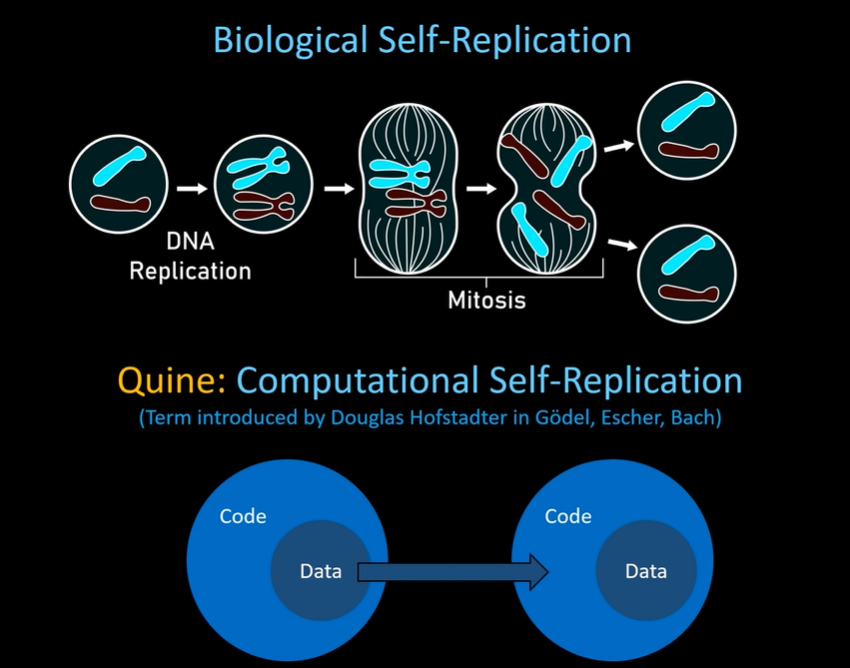 Biological Self-Replication
DNA
Replication
Mitosis
Quine: Computational Self-Replication
(Term introduced by Douglas Hofstadter in Gödel, Escher, Bach)
Code
Data
Code
Data